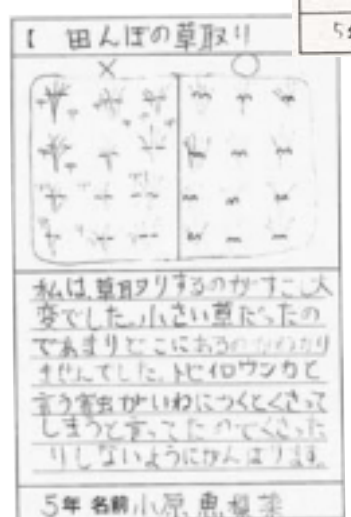 【 田んぼの草取り
× ○
私は、草取りするのがすこし大
変でした。小さい草だったの
であまりどこにあるのかわかり
ませんでした。トビイロウンカと
言う害虫がいねにつくとくさって
しまうと言ってたのでくさった
りしないようにがんばります。
5年 名前 小原
5